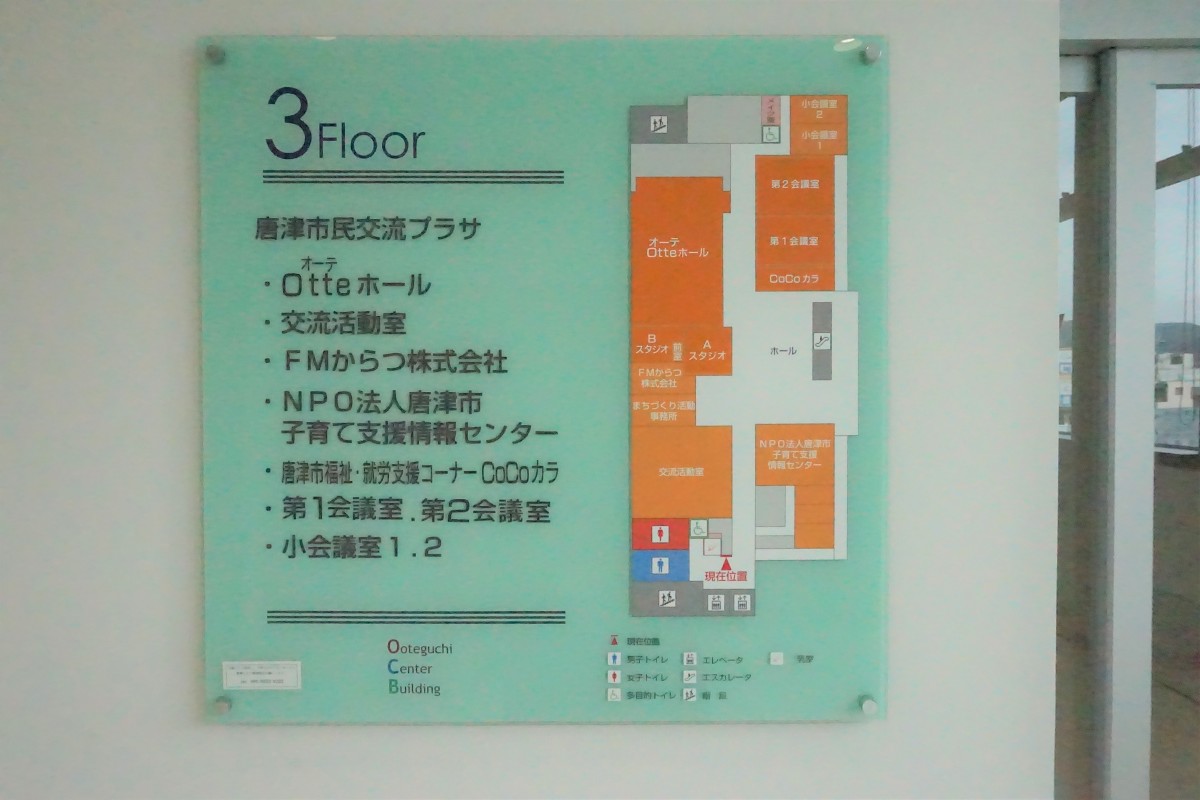 3Floor
唐津市民交流プラザ
オーテ
・Otteホール
・交流活動室
・FMからつ株式会社
・NPO法人唐津市
子育て支援情報センター
・唐津市福祉・就労支援コーナーCoCoカラ
・第1会議室.第2会議室
・小会議室1.2
Ooteguchi
Center
Building
小会議室
2
小会議室
1
第2会議室
第1会議室
CoCoカラ
オーテ
Otteホール
B
スタジオ
前室
A
スタジオ
FMからつ
株式会社
まちづくり活動
事務所
ホール
交流活動室
NPO法人唐津市
子育て支援
情報センター
現在位置
現在位置
男子トイレ
エレベータ
女子トイレ
エスカレータ
多目的トイレ
階段